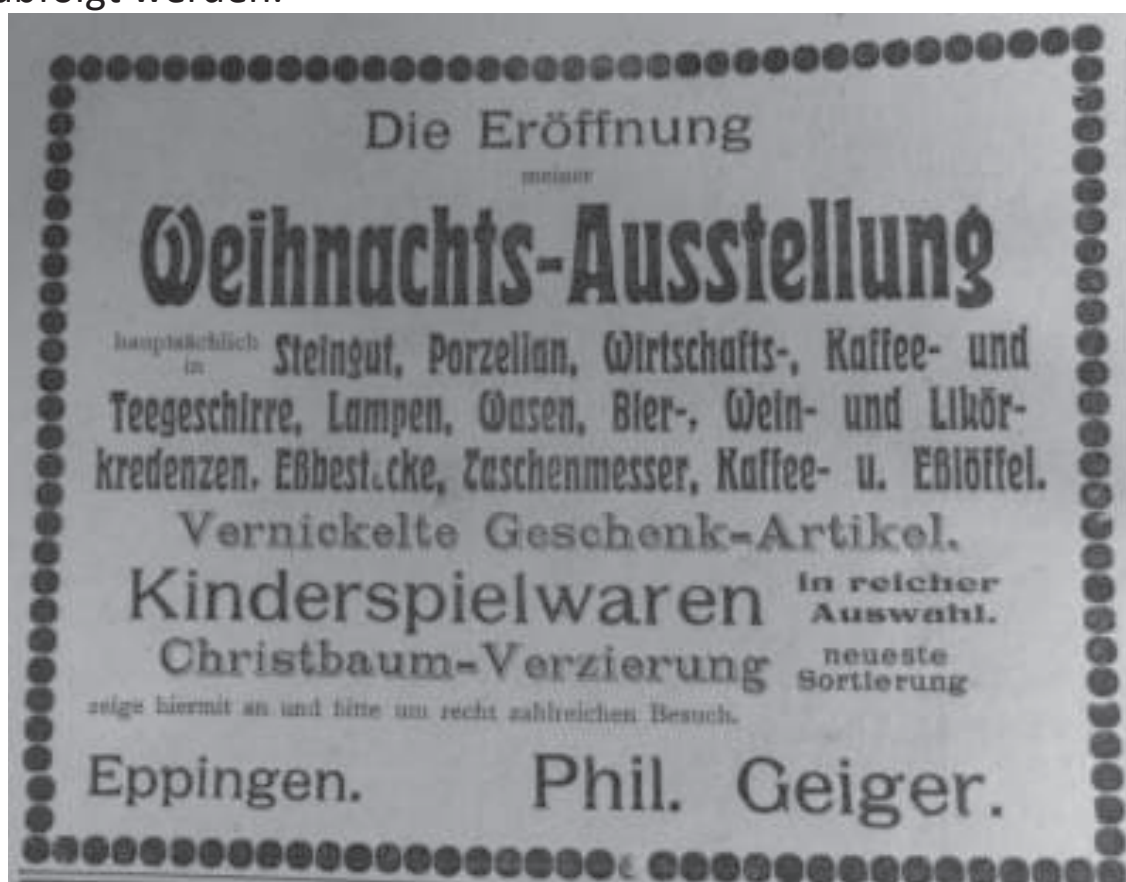 werden.
Die Eröffnung
meiner
Weihnachts-Ausstellung
hauptsächlich in Steingut, Porzellan, Wirtschafts-, Kaffee- und
Teegeschirre, Lampen, Vasen, Bier-, Wein- und Likör-
kredenzen, Eßbestecke, Taschenmesser, Kaffee- u. Eßlöffel.
Vernickelte Geschenk-Artikel.
Kinderspielwaren in reicher Auswahl.
Christbaum-Verzierung neueste Sortierung
zeige hiermit an und bitte um recht zahlreichen Besuch.
Eppingen. Phil. Geiger.